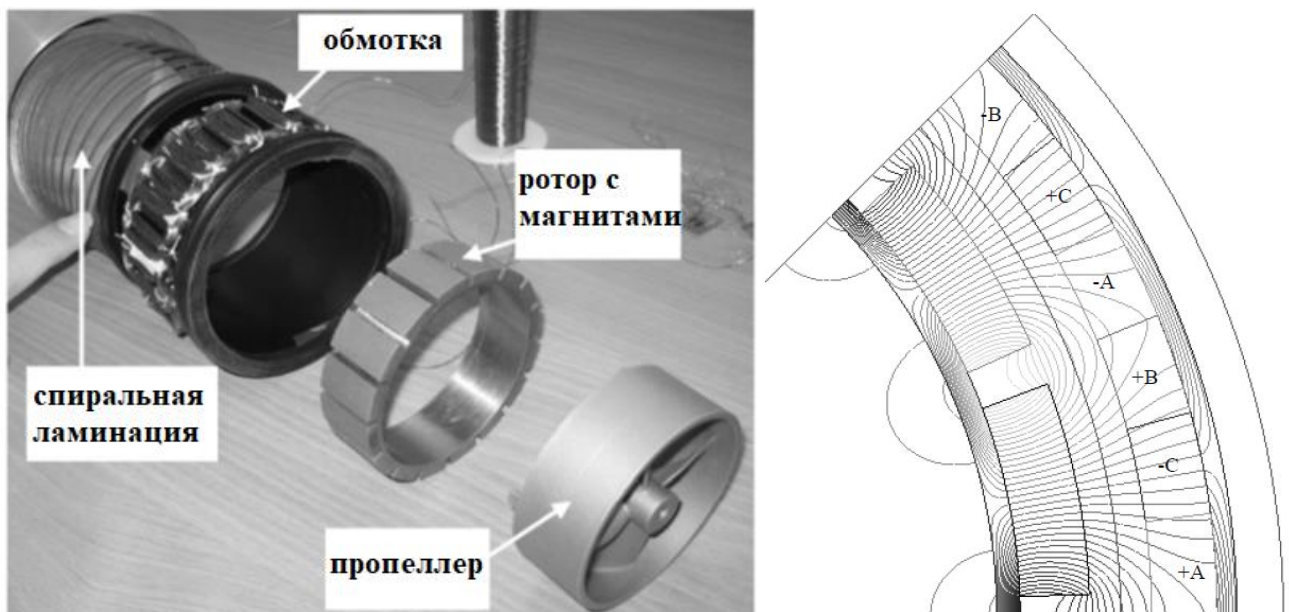 обмотка
ротор с
магнитами
спиральная
ламинация
пропеллер
-B
+C
-A
+B
-C
+A